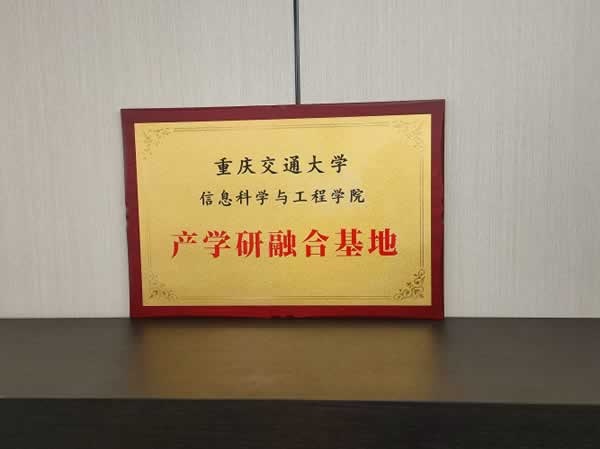 重庆交通大学
信息科学与工程学院
产学研融合基地